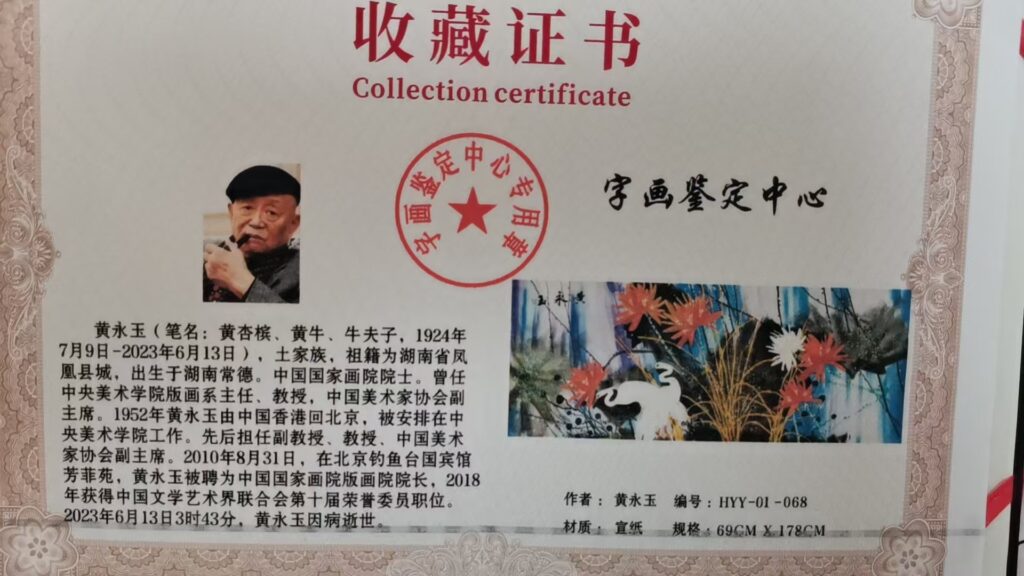 收藏证书
Collection certificate
字画鉴定中心专用章
字画鉴定中心
黄永玉
黄永玉(笔名:黄杏槟、黄牛、牛夫子,1924年
7月9日-2023年6月13日),土家族,祖籍为湖南省凤
凰县城,出生于湖南常德。中国国家画院院士。曾任
中央美术学院版画系主任、教授,中国美术家协会副
主席。1952年黄永玉由中国香港回北京,被安排在中
央美术学院工作。先后担任副教授、教授、中国美术
家协会副主席。2010年8月31日,在北京钓鱼台国宾馆
芳菲苑,黄永玉被聘为中国国家画院版画院院长,2018
年获得中国文学艺术界联合会第十届荣誉委员职位。
2023年6月13日3时43分,黄永玉因病逝世。
作者:黄永玉 编号:HYY-01-068
材质:宣纸 规格:69CM X 178CM